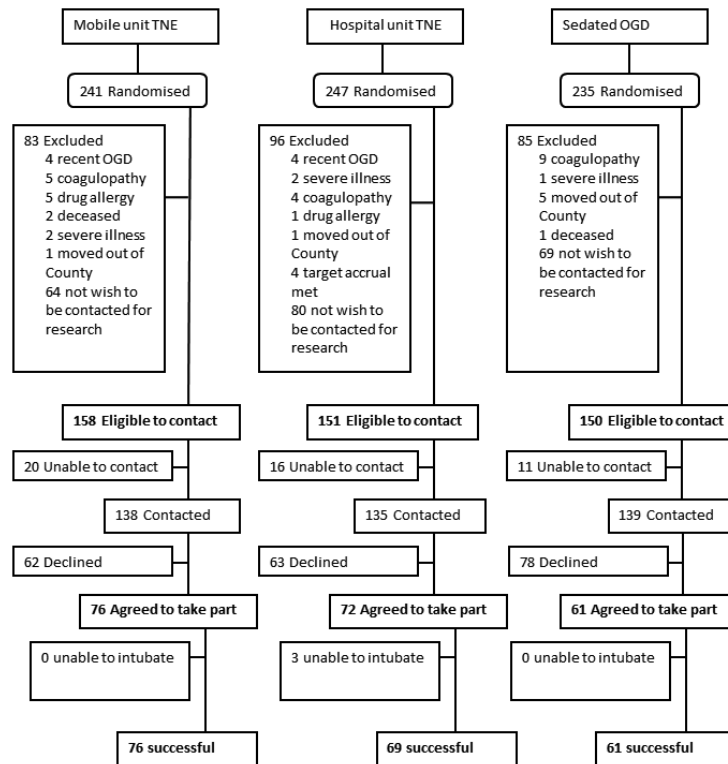 Mobile unit TNE
241 Randomised
83 Excluded
4 recent OGD
5 coagulopathy
5 drug allergy
2 deceased
2 severe illness
1 moved out of
County
64 not wish to
be contacted for
research
158 Eligible to contact
20 Unable to contact
138 Contacted
62 Declined
76 Agreed to take part
0 unable to intubate
76 successful
Hospital unit TNE
247 Randomised
96 Excluded
4 recent OGD
2 severe illness
4 coagulopathy
1 drug allergy
1 moved out of
County
4 target accrual
met
80 not wish to
be contacted for
research
151 Eligible to contact
16 Unable to contact
135 Contacted
63 Declined
72 Agreed to take part
3 unable to intubate
69 successful
Sedated OGD
235 Randomised
85 Excluded
9 coagulopathy
1 severe illness
5 moved out of
County
1 deceased
69 not wish to
be contacted for
research
150 Eligible to contact
11 Unable to contact
139 Contacted
78 Declined
61 Agreed to take part
0 unable to intubate
61 successful